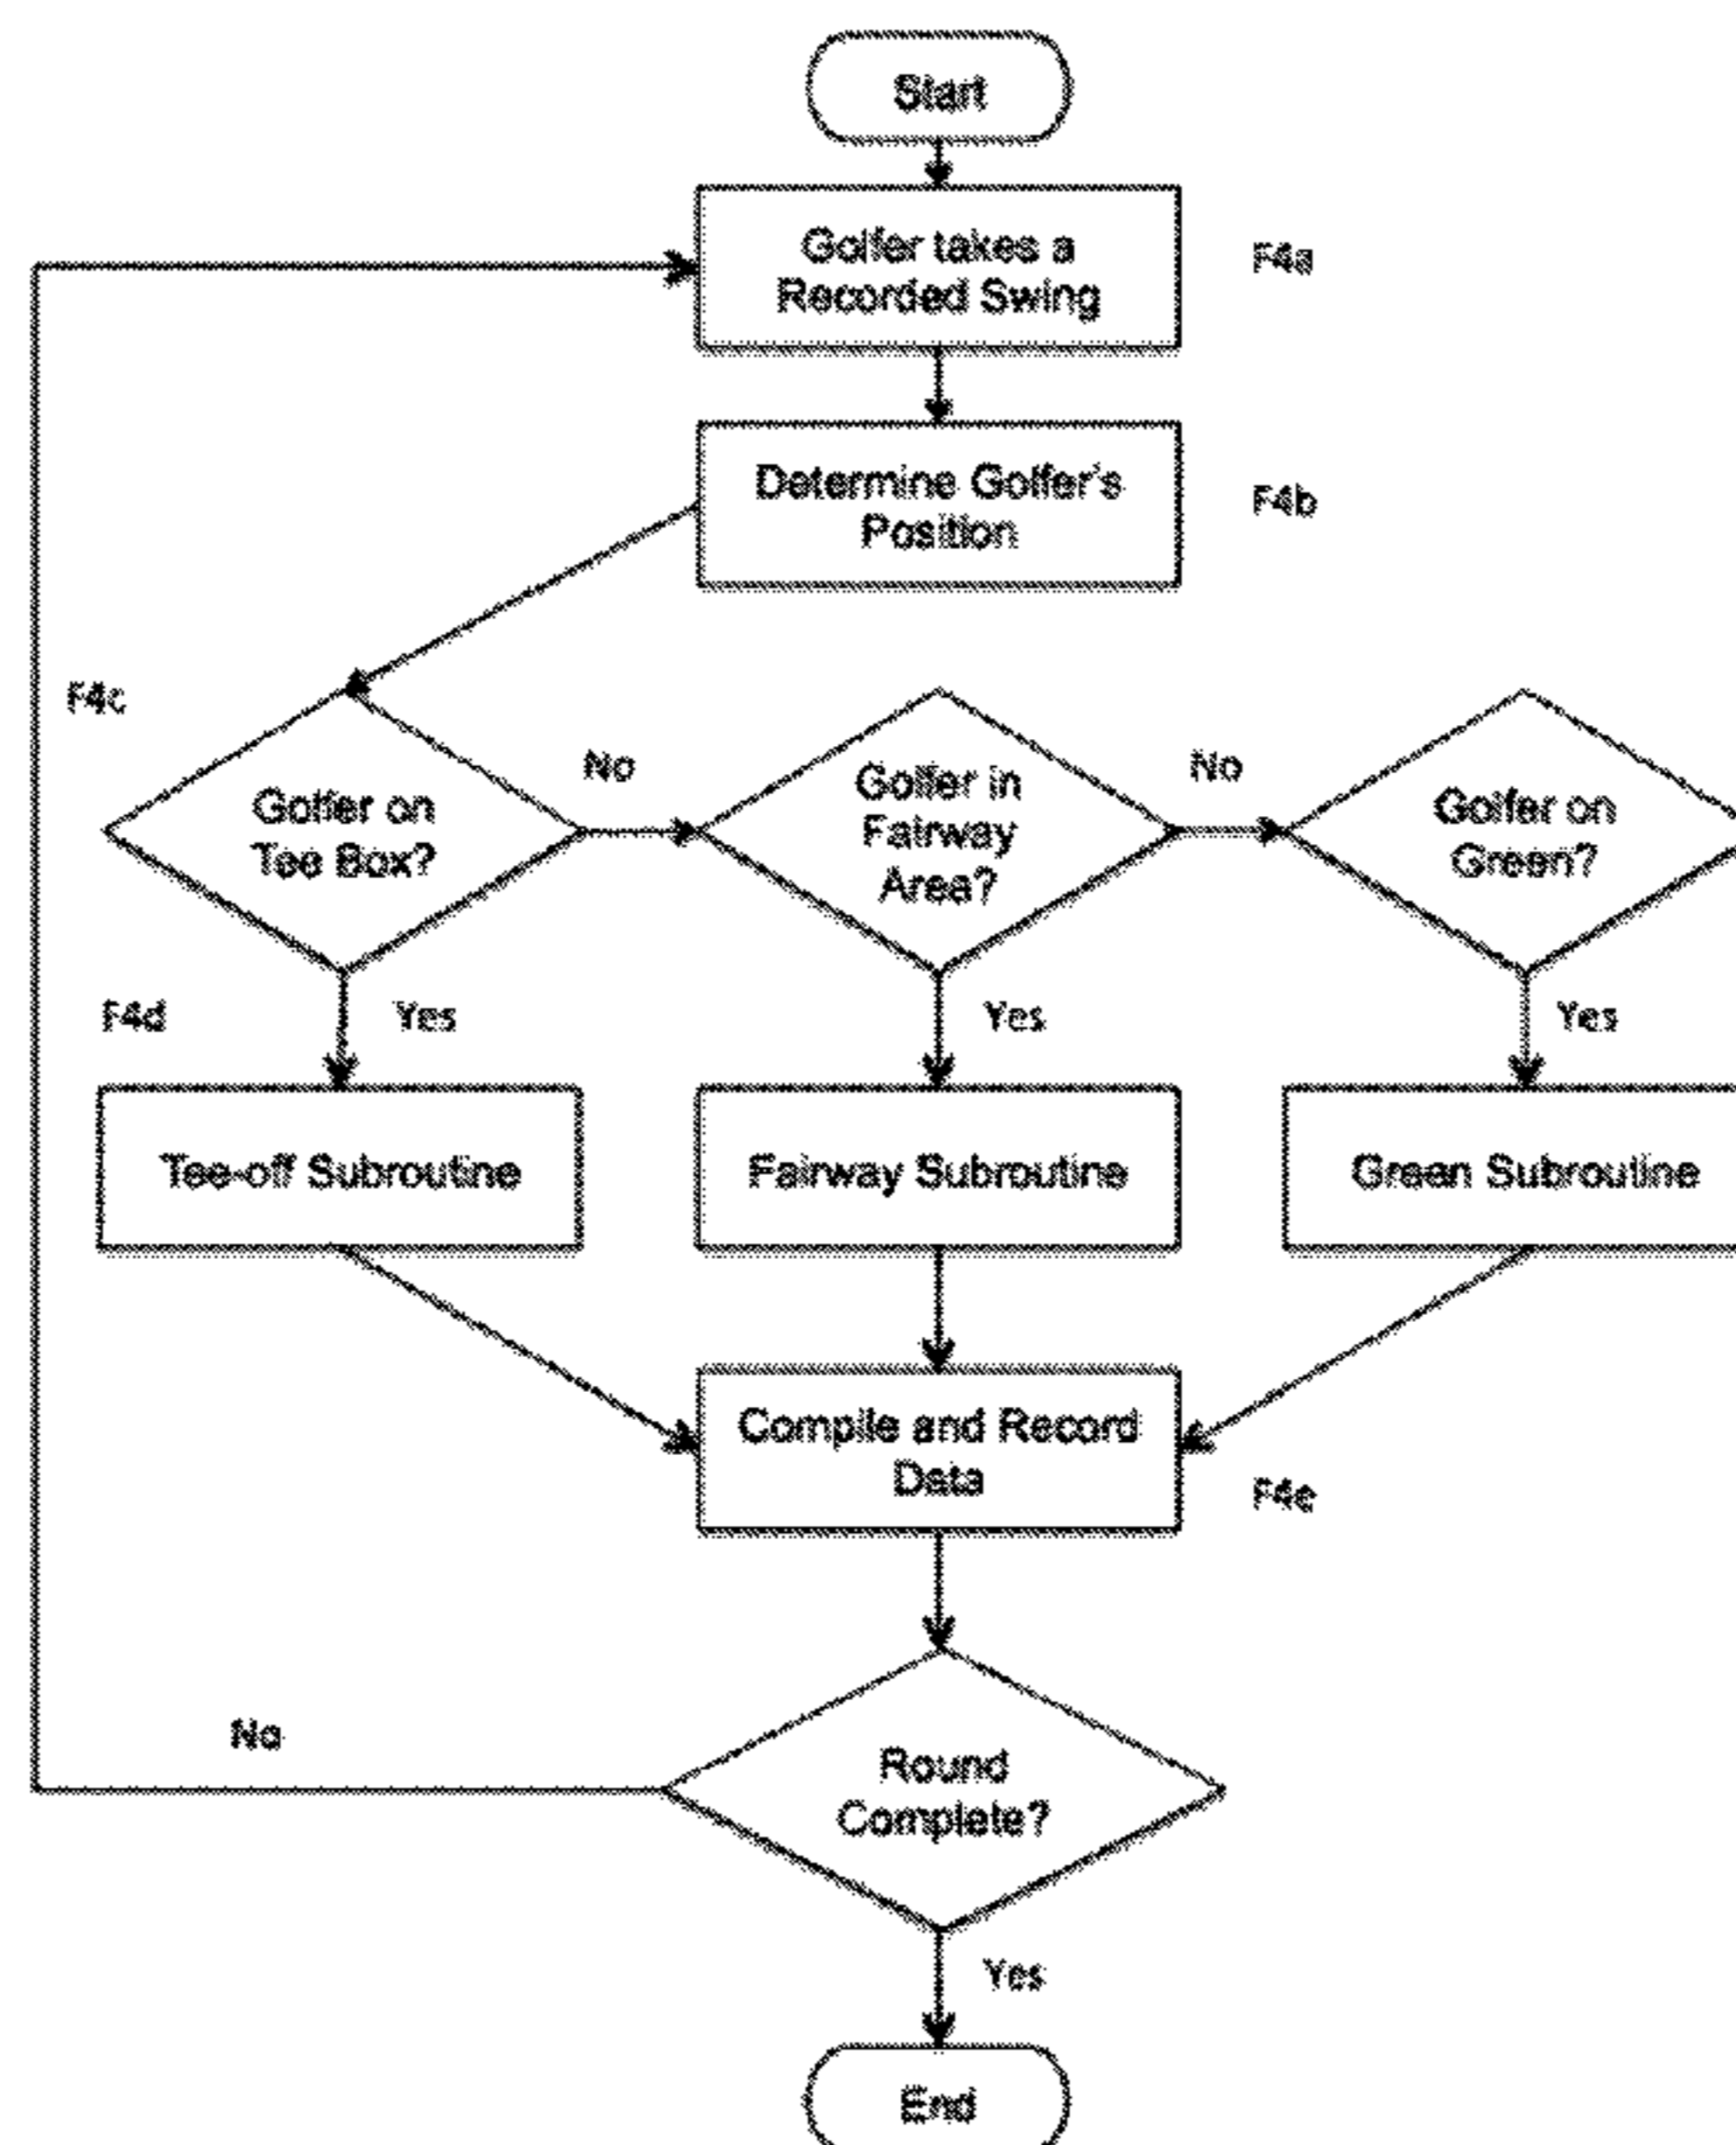 Start
Golfer takes a
Recorded Swing
F4a
Determine Golfer's
Position
F4b
F4c
Golfer on
Tee Box?
No
Golfer in
Fairway
Area?
No
Golfer on
Green?
F4d
Yes
Yes
Yes
Tee-off Subroutine
Fairway Subroutine
Green Subroutine
Compile and Record
Data
F4e
No
Round
Complete?
Yes
End